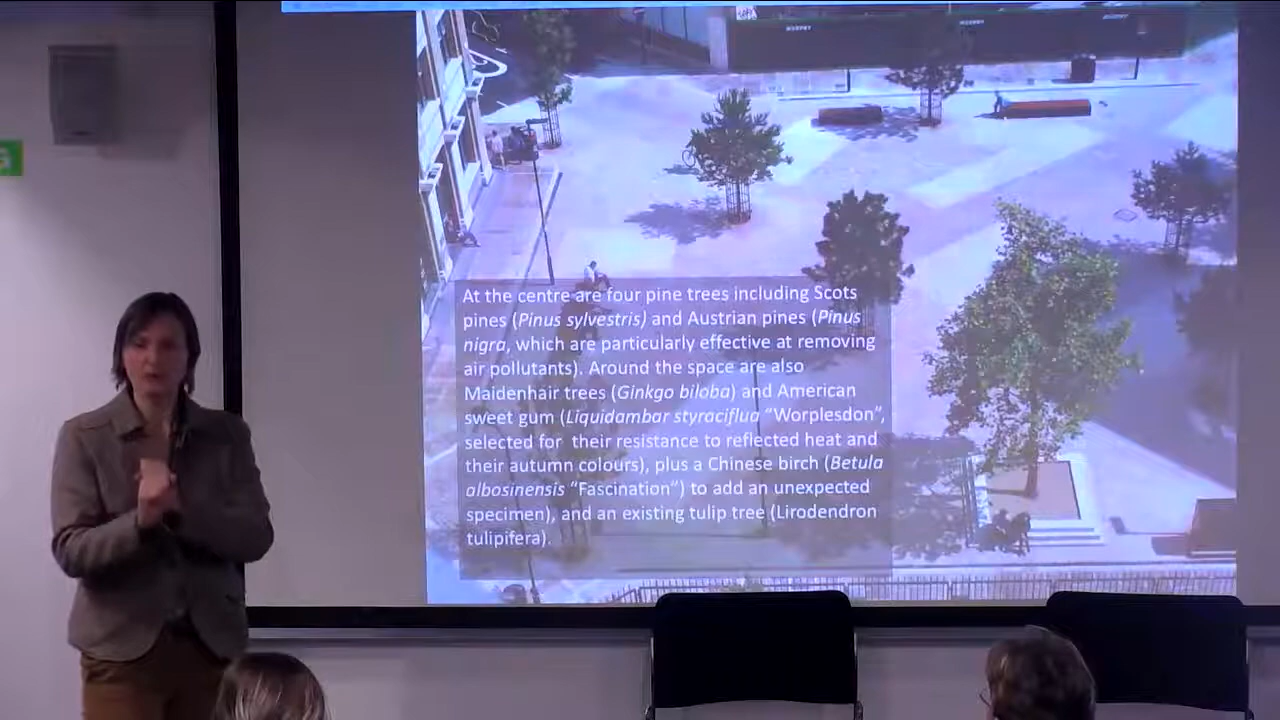 MURPHY
MURPHY
At the centre are four pine trees including Scots
pines (Pinus sylvestris) and Austrian pines (Pinus
nigra, which are particularly effective at removing
air pollutants). Around the space are also
Maidenhair trees (Ginkgo biloba) and American
sweet gum (Liquidambar styraciflua “Worplesdon”,
selected for their resistance to reflected heat and
their autumn colours), plus a Chinese birch (Betula
albosinensis “Fascination”) to add an unexpected
specimen), and an existing tulip tree (Lirodendron
tulipifera).